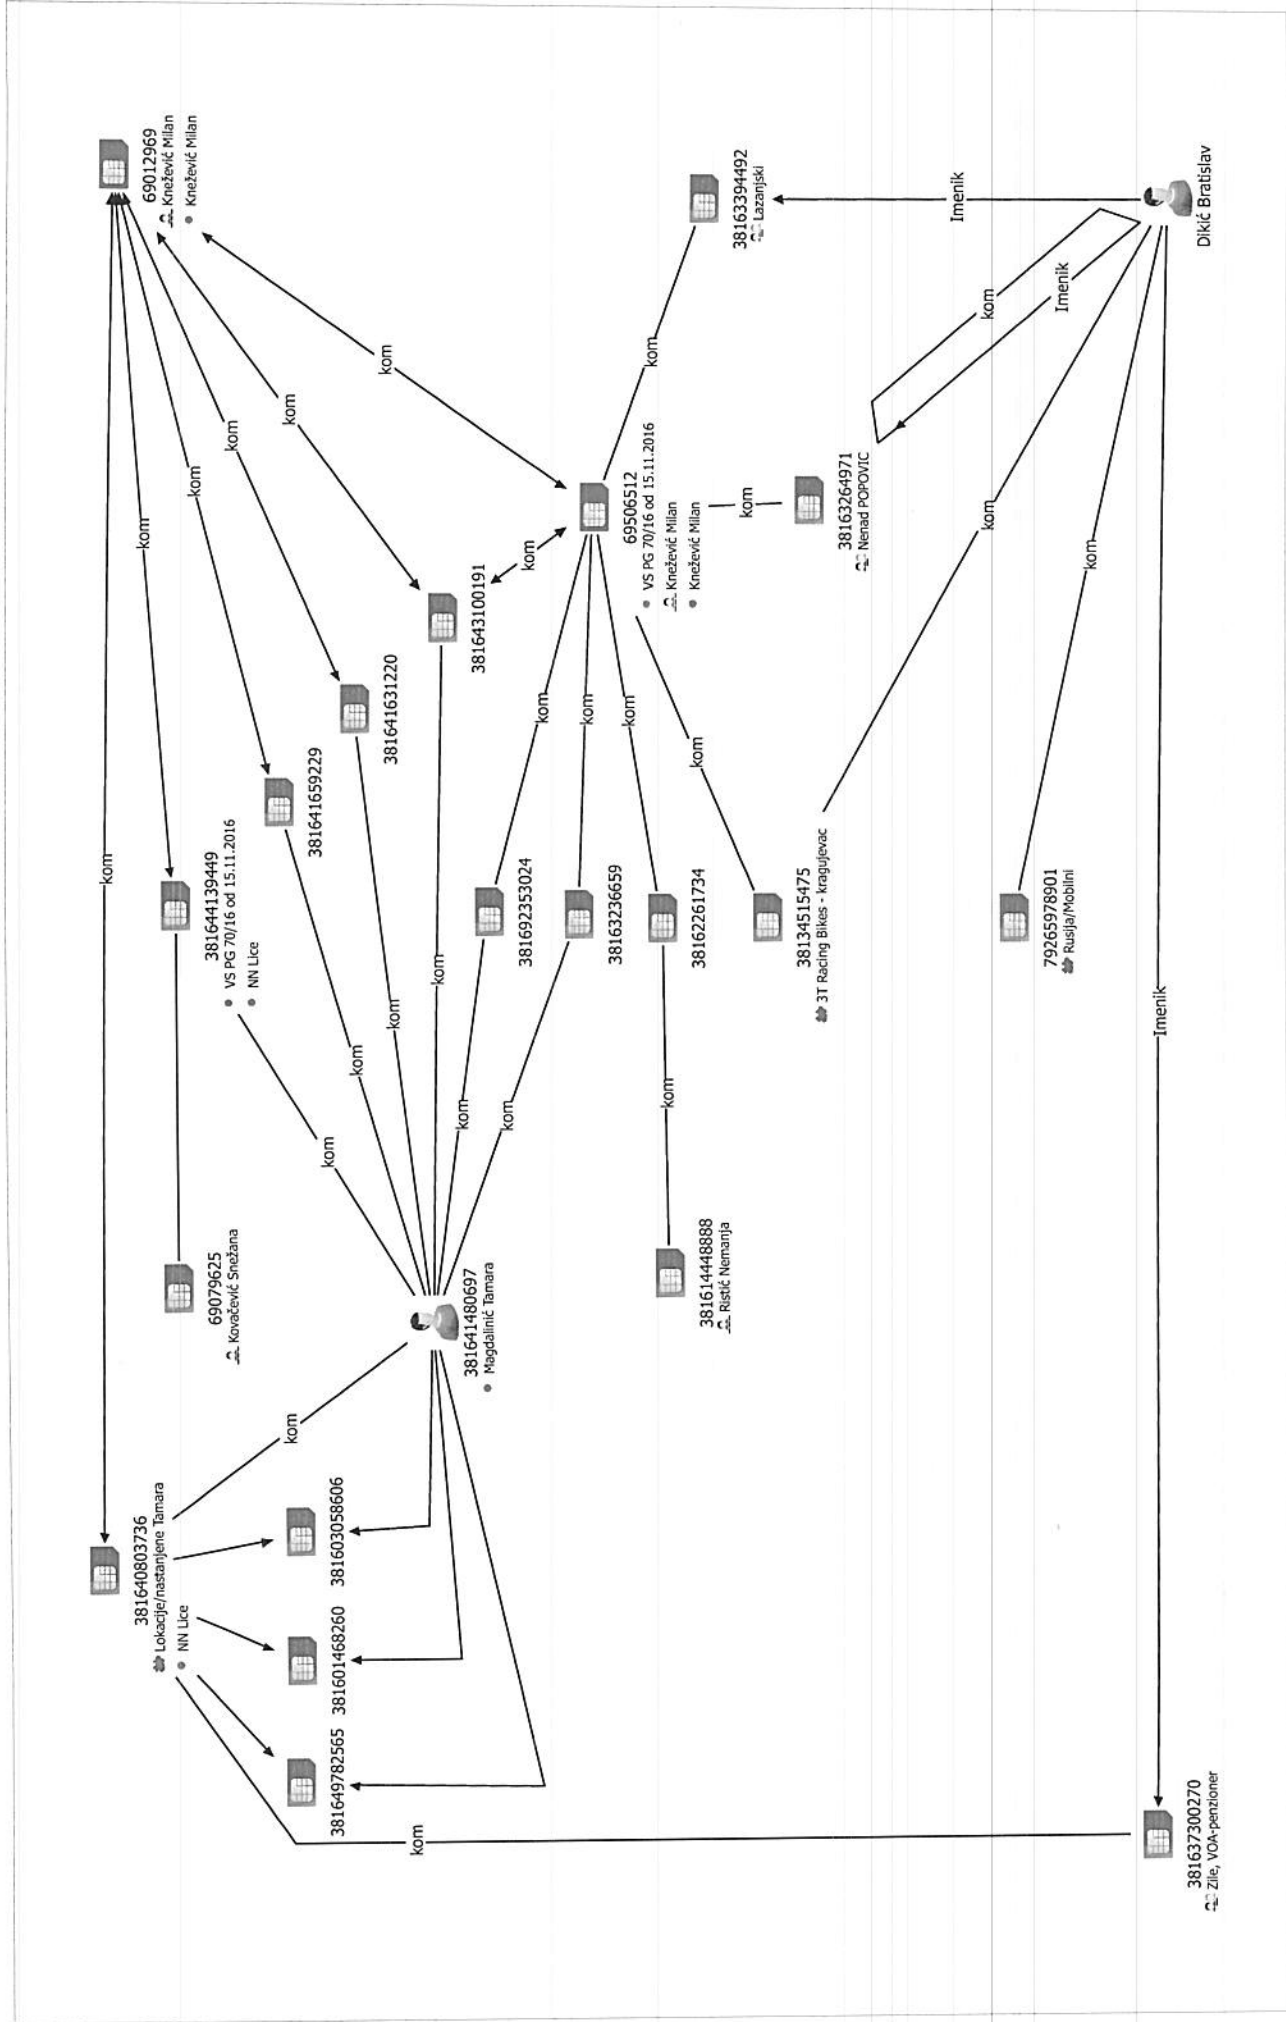 69012969
Knežević Milan
Knežević Milan
kom
kom
kom
kom
kom
kom
381644139449
VS PG 70/16 od 15.11.2016
NN Lice
381641659229
381641631220
381643100191
kom
69506512
VS PG 70/16 od 15.11.2016
Knežević Milan
Knežević Milan
kom
38163394492
Lazanjski
Imenik
kom
38163264971
Nenad POPOVIC
kom
Imenik
Dikić Bratislav
kom
kom
kom
kom
kom
kom
381692353024
38163236659
38162261734
38134515475
3T Racing Bikes - kragujevac
79265978901
Rusija/Mobilni
Imenik
69079625
Kovačević Snežana
kom
kom
kom
kom
kom
kom
kom
381614448888
Ristić Nemanja
381641480697
Magdalinić Tamara
kom
381640803736
Lokacije/nastanjene Tamara
NN Lice
381603058606
381601468260
381649782565
kom
381637300270
Zile, VOA-penzioner